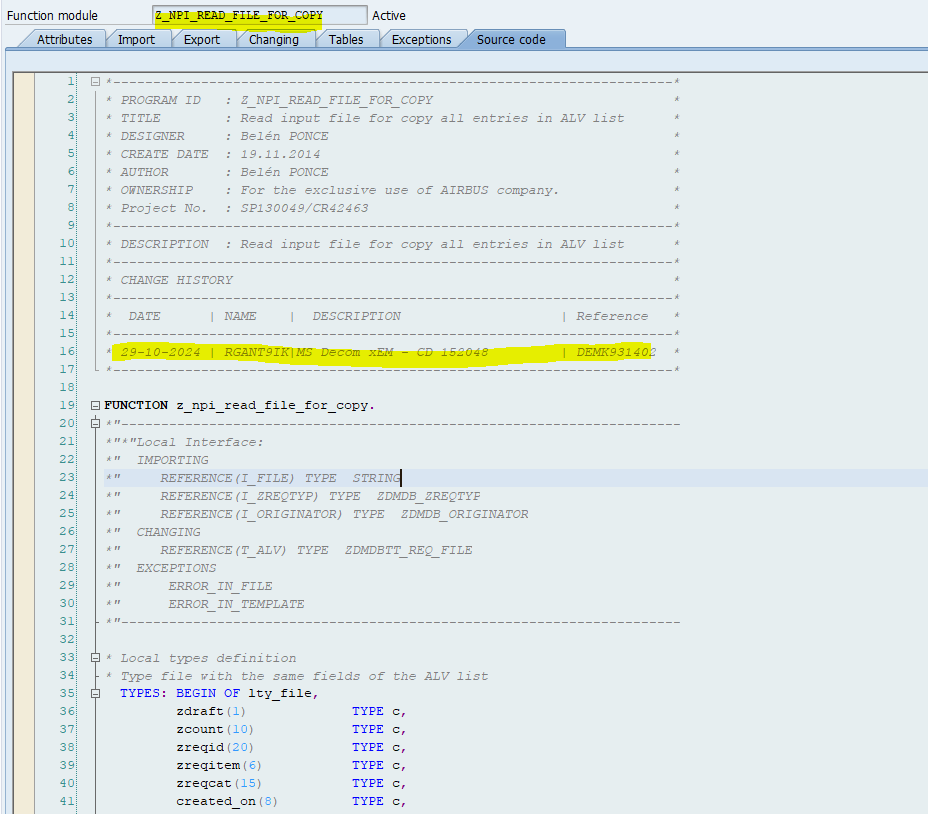 Function module Z_NPI_READ_FILE_FOR_COPY Active
Attributes Import Export Changing Tables Exceptions Source code
1 *----------------------------------------------------------------------*
2 * PROGRAM ID : Z_NPI_READ_FILE_FOR_COPY *
3 * TITLE : Read input file for copy all entries in ALV list *
4 * DESIGNER : Belén PONCE *
5 * CREATE DATE : 19.11.2014 *
6 * AUTHOR : Belén PONCE *
7 * OWNERSHIP : For the exclusive use of AIRBUS company. *
8 * Project No. : SP130049/CR42463 *
9 *----------------------------------------------------------------------*
10 * DESCRIPTION : Read input file for copy all entries in ALV list *
11 *----------------------------------------------------------------------*
12 * CHANGE HISTORY *
13 *----------------------------------------------------------------------*
14 * DATE | NAME | DESCRIPTION | Reference *
15 *----------------------------------------------------------------------*
16 * 29-10-2024 | RGANT9IK|MS Decom xEM - CD 152048 | DEMK931402 *
17 *----------------------------------------------------------------------*
18
19 FUNCTION z_npi_read_file_for_copy.
20 *"----------------------------------------------------------------------
21 *"*"Local Interface:
22 *" IMPORTING
23 *" REFERENCE(I_FILE) TYPE STRING
24 *" REFERENCE(I_ZREQTYP) TYPE ZDMDB_ZREQTYP
25 *" REFERENCE(I_ORIGINATOR) TYPE ZDMDB_ORIGINATOR
26 *" CHANGING
27 *" REFERENCE(T_ALV) TYPE ZDMDBTT_REQ_FILE
28 *" EXCEPTIONS
29 *" ERROR_IN_FILE
30 *" ERROR_IN_TEMPLATE
31 *"----------------------------------------------------------------------
32
33 * Local types definition
34 * Type file with the same fields of the ALV list
35 TYPES: BEGIN OF lty_file,
36 zdraft(1) TYPE c,
37 zcount(10) TYPE c,
38 zreqid(20) TYPE c,
39 zreqitem(6) TYPE c,
40 zreqcat(15) TYPE c,
41 created_on(8) TYPE c,